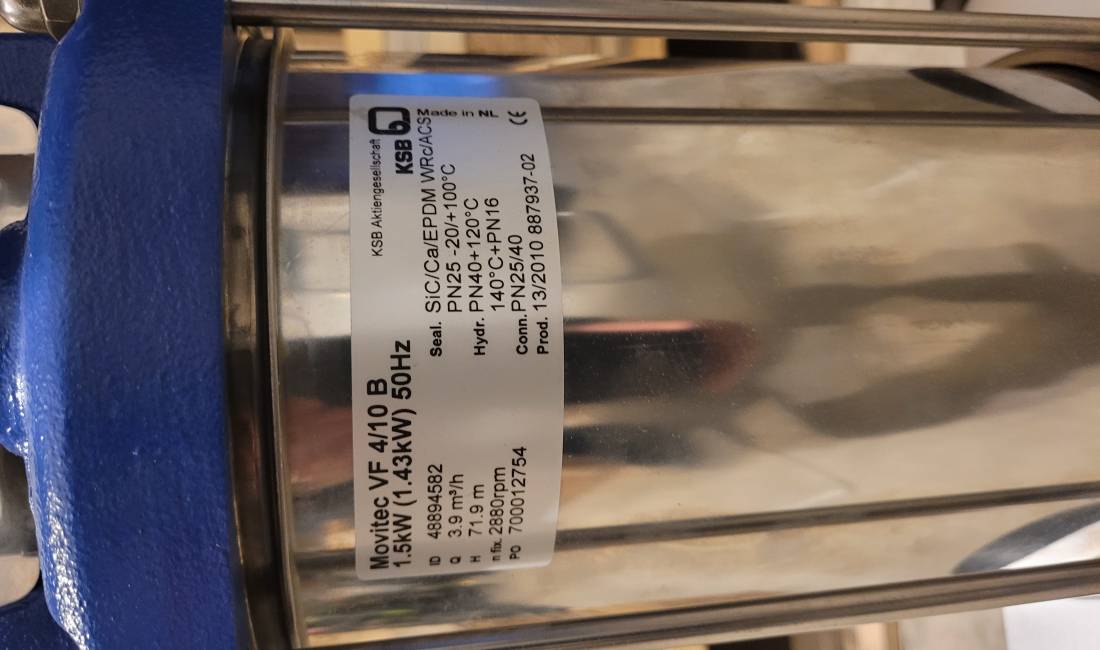 Movitec VF 4/10 B
1.5kW (1.43kW) 50Hz
ID 48894582
Q 3.9 m³/h
H 71.9 m
n fix. 2880rpm
PO 700012754
KSB Aktiengesellschaft
KSB
Seal. SiC/Ca/EPDM WRc/ACS
PN25 -20/+100°C
Hydr. PN40+120°C
140°C+PN16
Conn. PN25/40
Prod. 13/2010 887937-02
Made in NL
CE